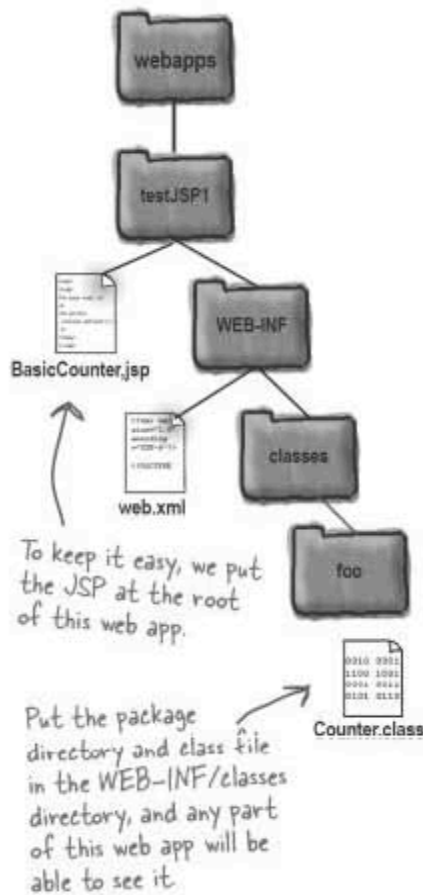 webapps
testJSP1
WEB-INF
BasicCounter.jsp
classes
web.xml
To keep it easy, we put
the JSP at the root
of this web app.
foo
0101 0110
Counter.class
Put the package
directory and class file
in the WEB-INF/classes
directory, and any part
of this web app will be
able to see it